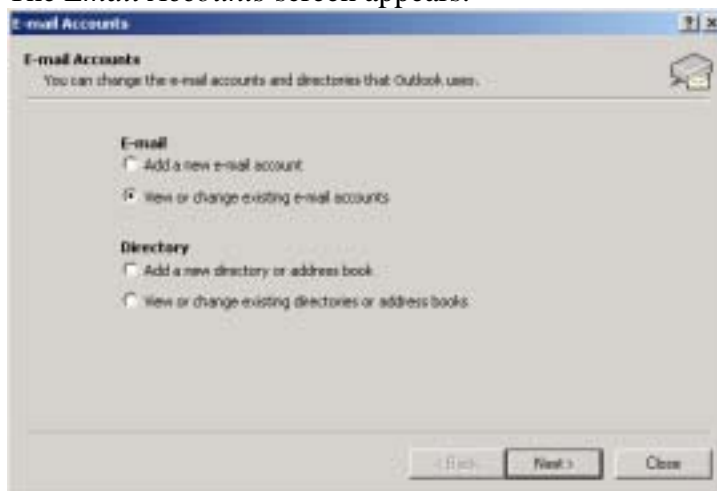 The Email Accounts screen appears.
E-mail Accounts
E-mail Accounts
You can change the e-mail accounts and directories that Outlook uses.
E-mail
Add a new e-mail account
View or change existing e-mail accounts
Directory
Add a new directory or address book
View or change existing directories or address books
< Back
Next >
Close